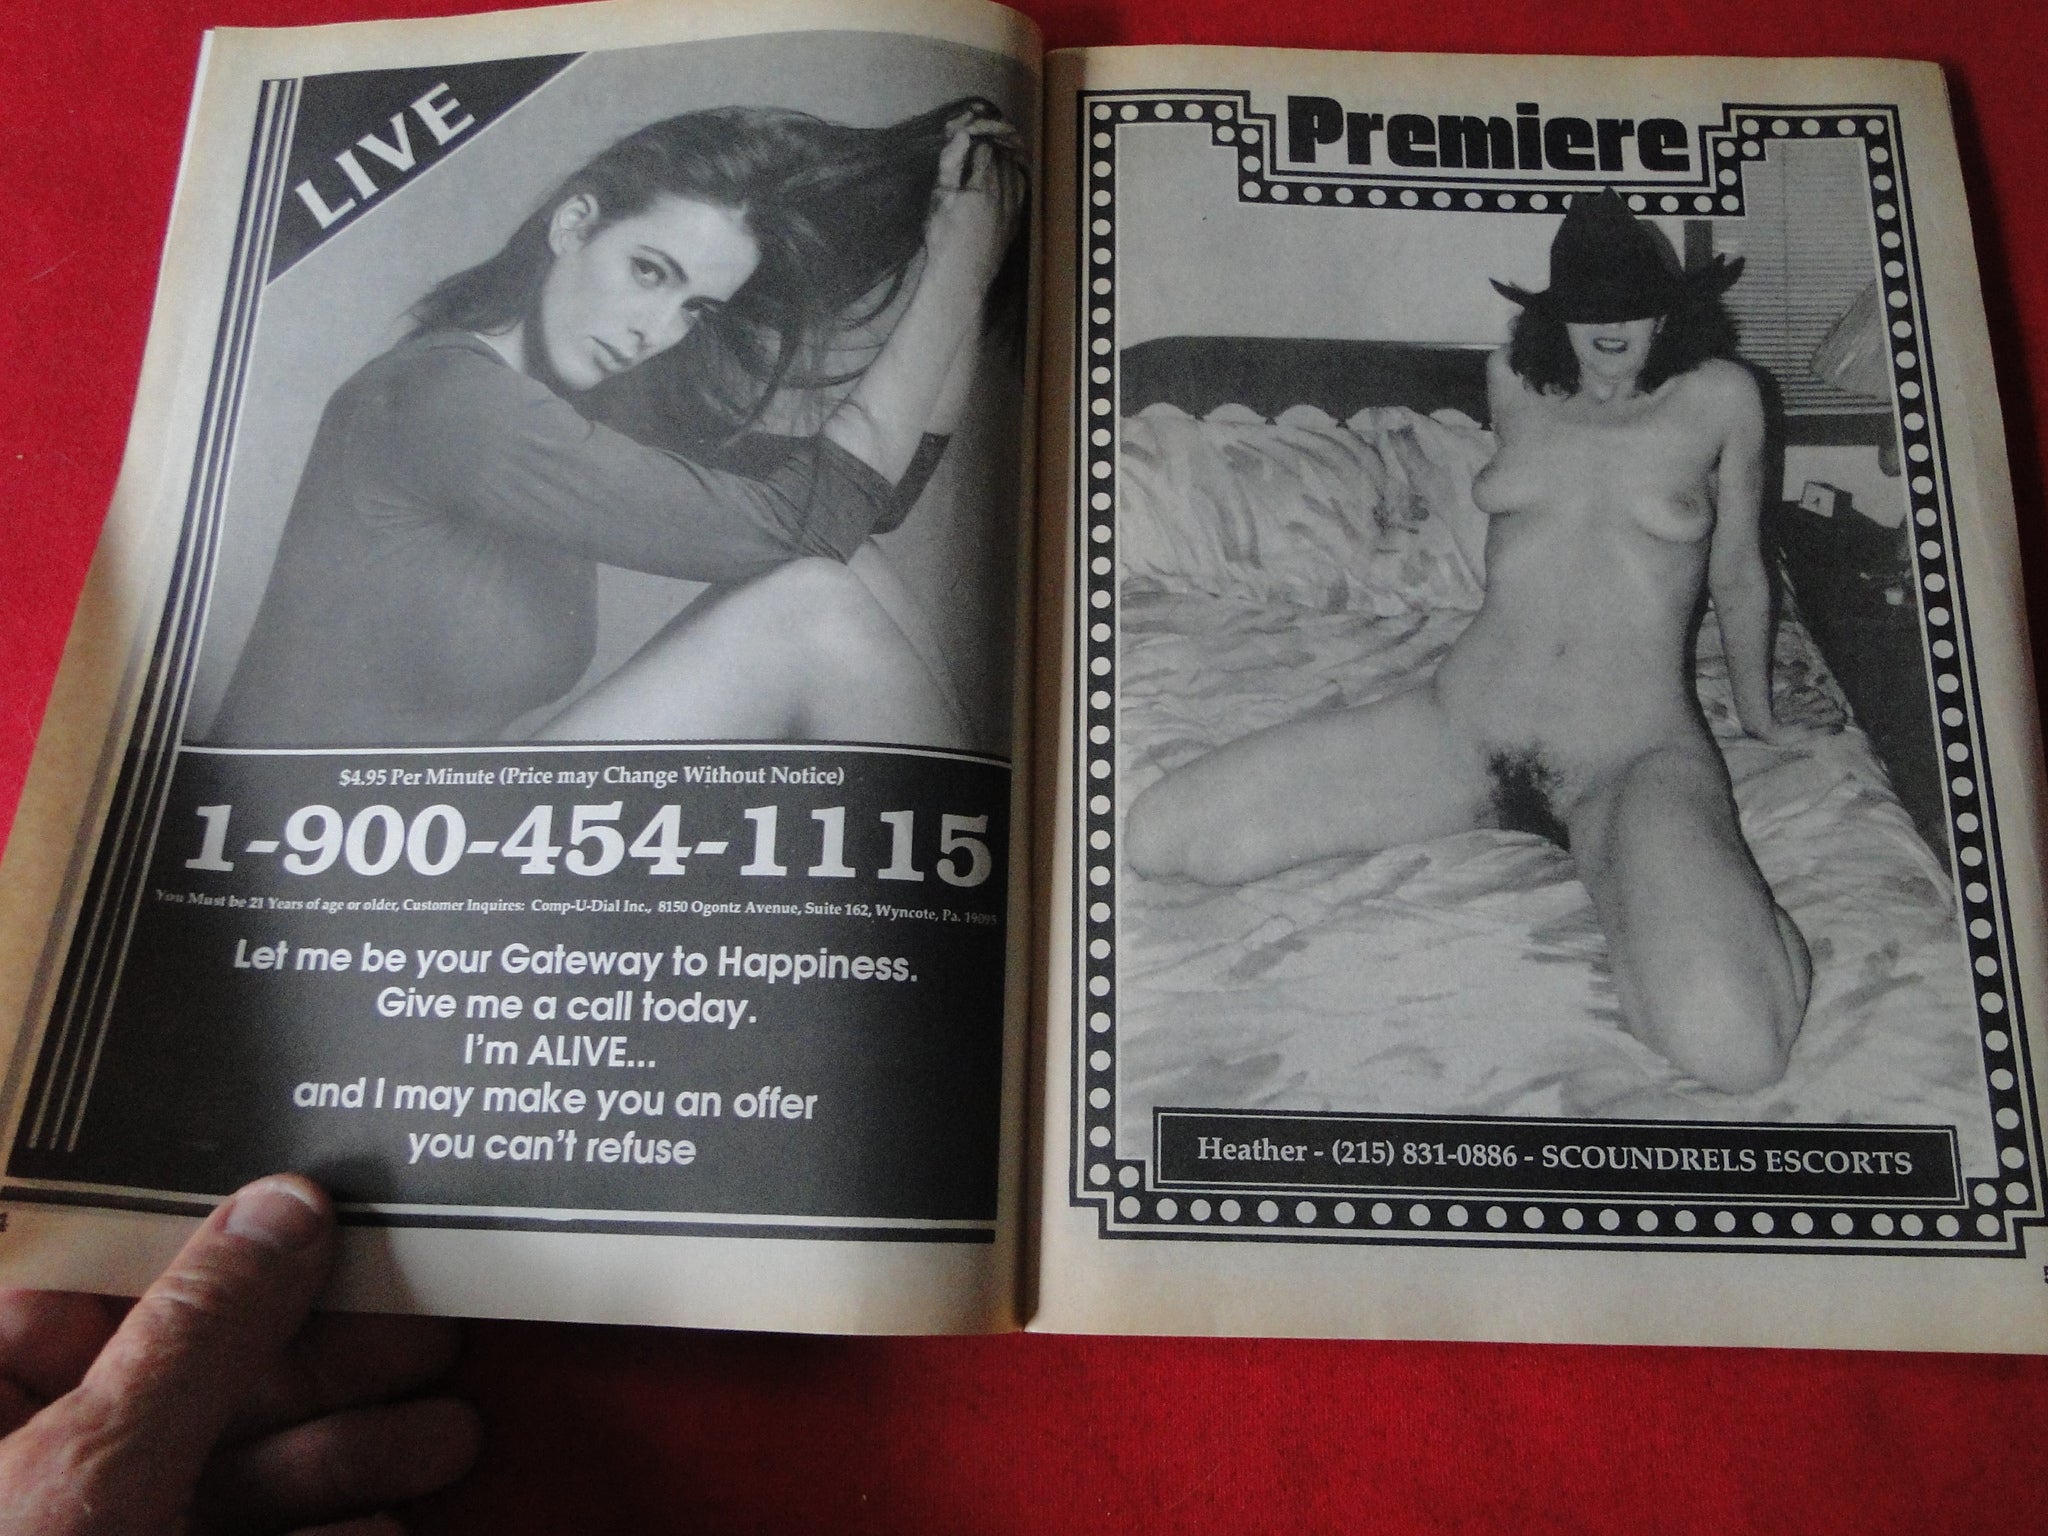 LIVE
$4.95 Per Minute (Price may Change Without Notice)
1-900-454-1115
You Must be 21 Years of age or older, Customer Inquires: Comp-U-Dial Inc., 8150 Ogontz Avenue, Suite 162, Wyncote, Pa. 19095
Let me be your Gateway to Happiness.
Give me a call today.
I'm ALIVE...
and I may make you an offer
you can't refuse
4
Premiere
Heather - (215) 831-0886 - SCOUNDRELS ESCORTS